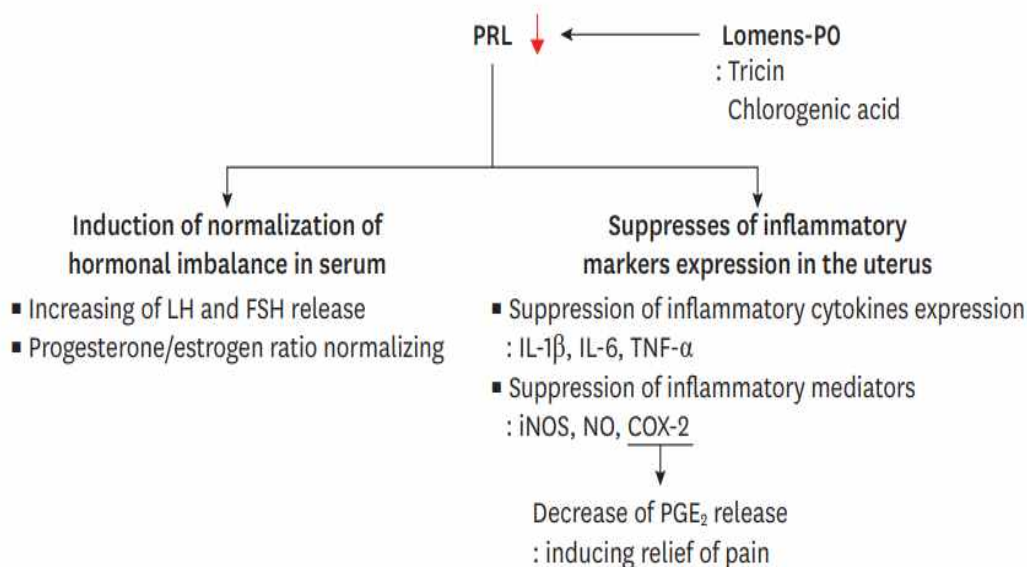 PRL
Lomens-PO
: Tricin
Chlorogenic acid
Induction of normalization of
hormonal imbalance in serum
■ Increasing of LH and FSH release
■ Progesterone/estrogen ratio normalizing
Suppresses of inflammatory
markers expression in the uterus
■ Suppression of inflammatory cytokines expression
: IL-1β, IL-6, TNF-α
■ Suppression of inflammatory mediators
: iNOS, NO, COX-2
Decrease of PGE₂ release
: inducing relief of pain